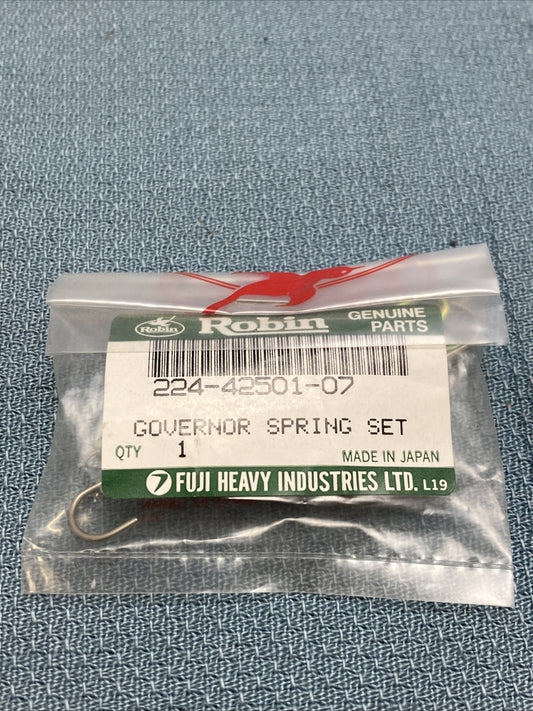 Robin Robin GENUINE
PARTS
224-42501-07
GOVERNOR SPRING SET
QTY 1 MADE IN JAPAN
7 FUJI HEAVY INDUSTRIES LTD. L19